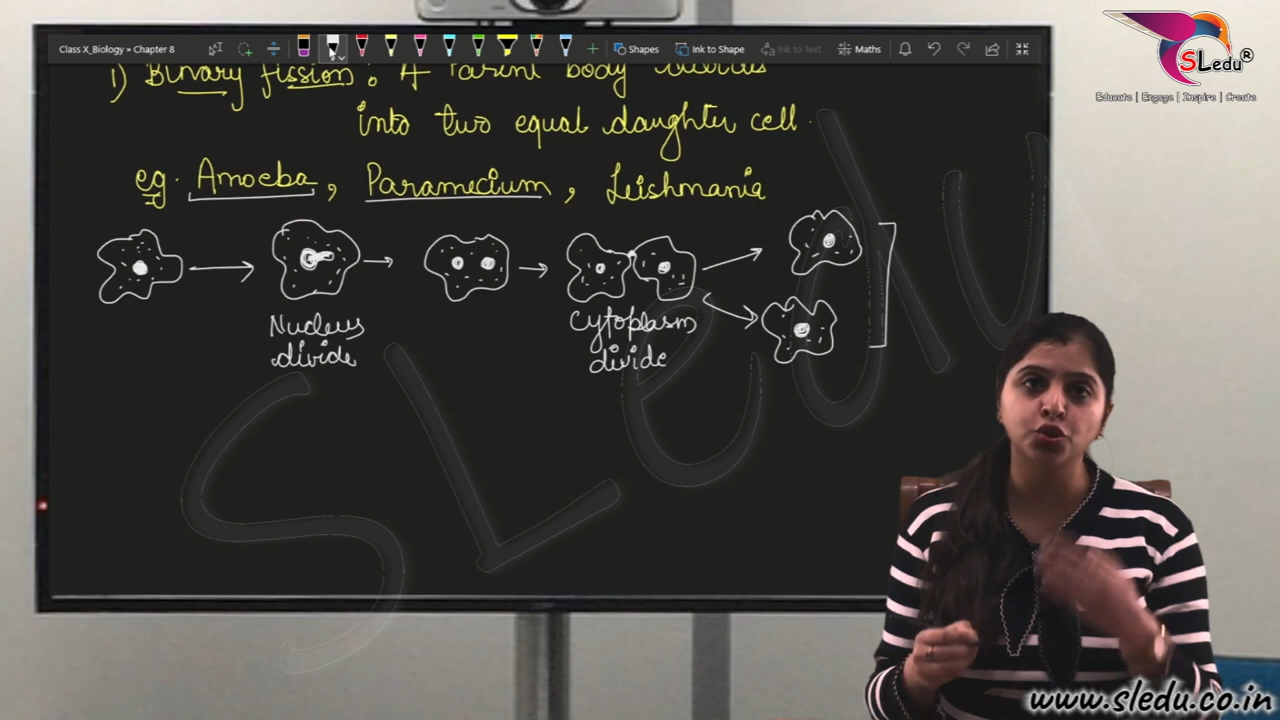 Class X_Biology » Chapter 8
Shapes
Ink to Shape
Ink to Text
Maths
SLedu®
Educate | Engage | Inspire | Create
1) Binary fission : A Parent body
into two equal daughter cell.
eg. Amoeba, Paramecium, Leishmania
Nucleus
divide
Cytoplasm
divide
SLedu
www.sledu.co.in